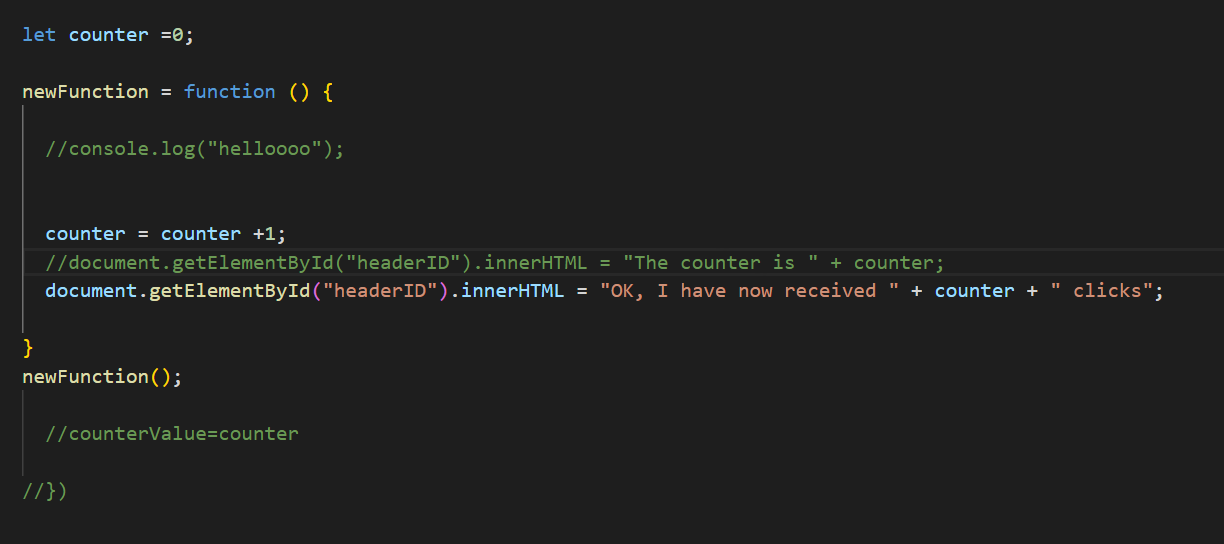 let counter =0;
newFunction = function () {
//console.log("helloooo");
counter = counter +1;
//document.getElementById("headerID").innerHTML = "The counter is " + counter;
document.getElementById("headerID").innerHTML = "OK, I have now received " + counter + " clicks";
}
newFunction();
//counterValue=counter
//})